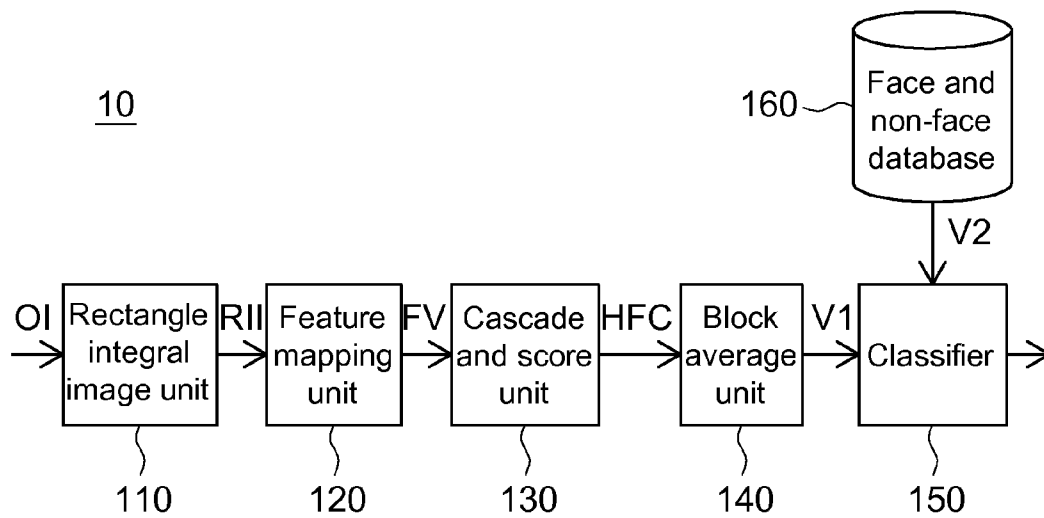 10
160
Face and
non-face
database
V2
OI
Rectangle
integral
image unit
RII
Feature
mapping
unit
FV
Cascade
and score
unit
HFC
Block
average
unit
V1
Classifier
110
120
130
140
150